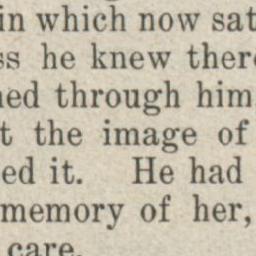 in which now sat
ss he knew there
ned through him
t the image of
ed it. He had
memory of her,
care.